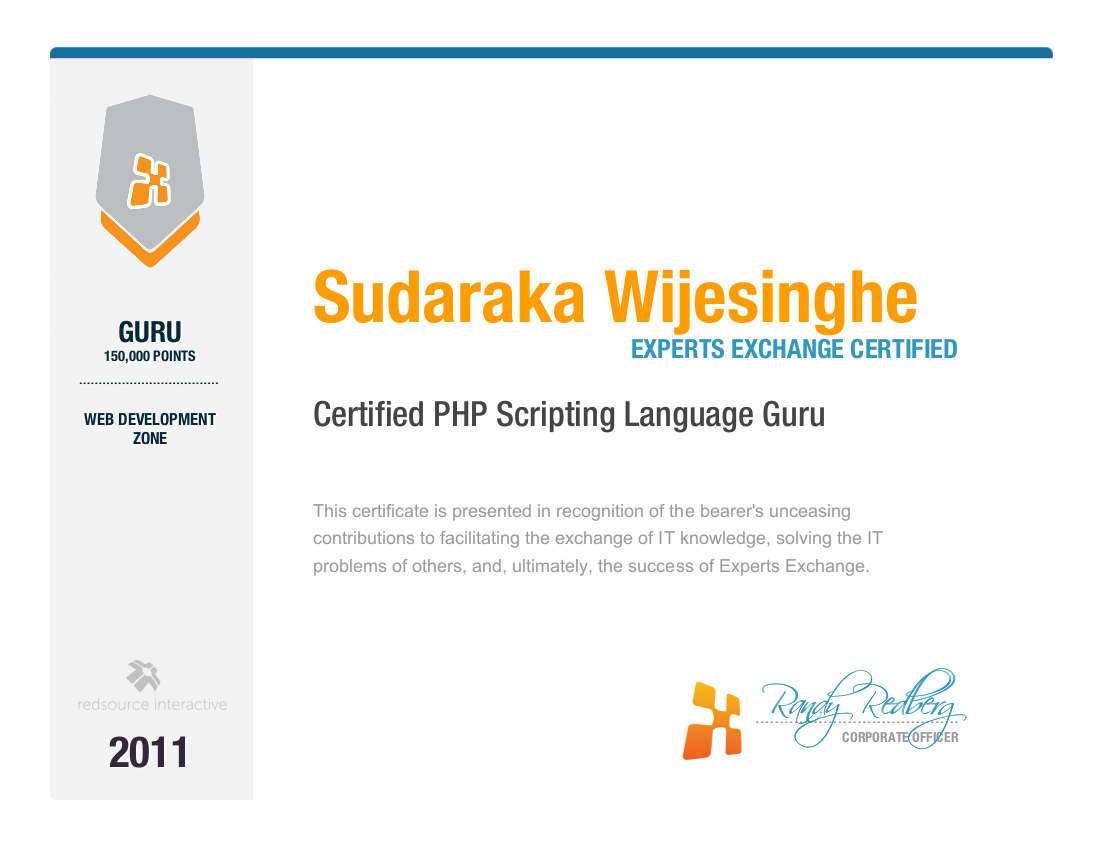 GURU
150,000 POINTS
WEB DEVELOPMENT
ZONE
redsource interactive
2011
Sudaraka Wijesinghe
EXPERTS EXCHANGE CERTIFIED
Certified PHP Scripting Language Guru
This certificate is presented in recognition of the bearer's unceasing
contributions to facilitating the exchange of IT knowledge, solving the IT
problems of others, and, ultimately, the success of Experts Exchange.
Randy Redberg
CORPORATE OFFICER